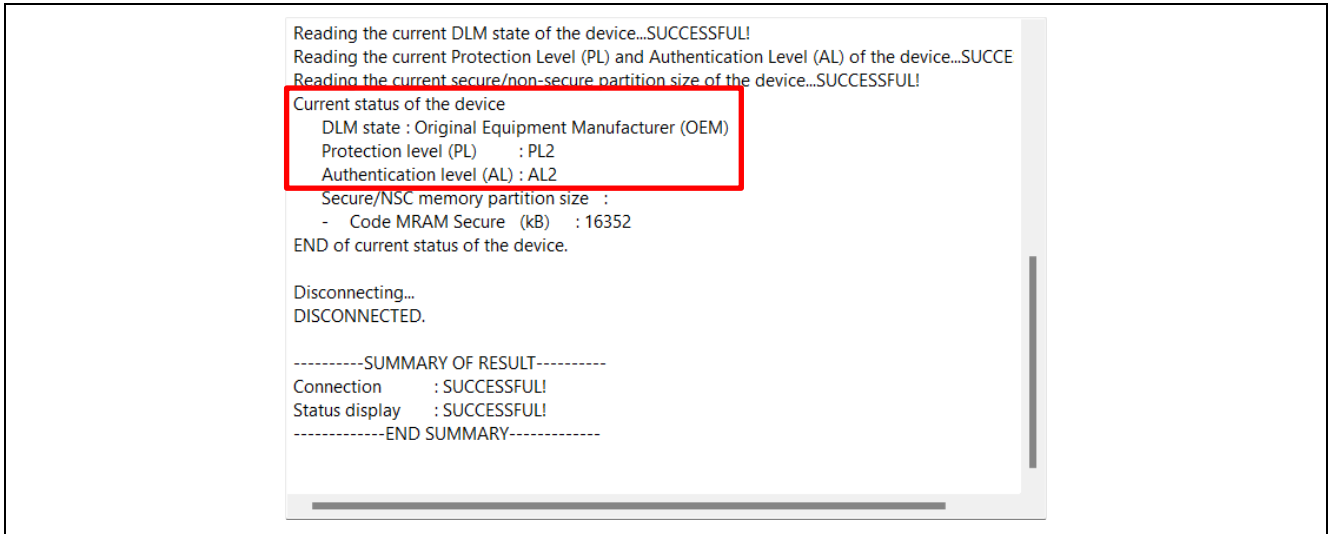 Reading the current DLM state of the device...SUCCESSFUL!
Reading the current Protection Level (PL) and Authentication Level (AL) of the device...SUCCE
Reading the current secure/non-secure partition size of the device...SUCCESSFUL!
Current status of the device
DLM state : Original Equipment Manufacturer (OEM)
Protection level (PL) : PL2
Authentication level (AL) : AL2
Secure/NSC memory partition size :
- Code MRAM Secure (kB) : 16352
END of current status of the device.
Disconnecting...
DISCONNECTED.
----------SUMMARY OF RESULT----------
Connection : SUCCESSFUL!
Status display : SUCCESSFUL!
-------------END SUMMARY-------------